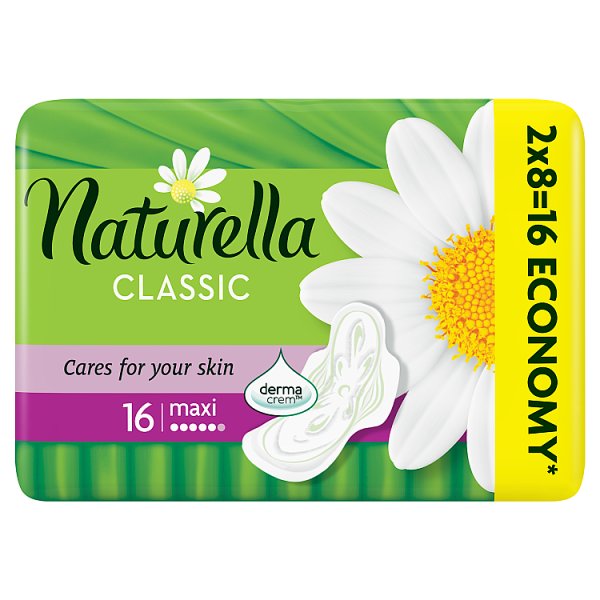 Naturella
CLASSIC
Cares for your skin
derma
crem™
16 | maxi
2x8=16 ECONOMY*